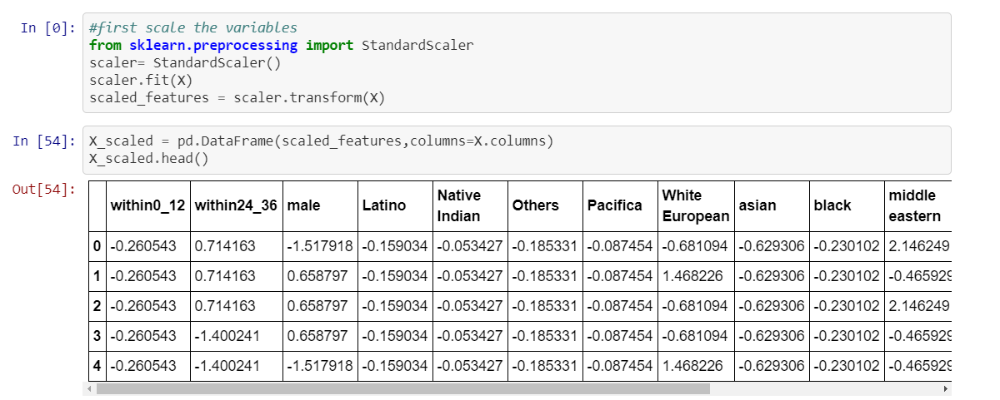 In [0]: #first scale the variables
from sklearn.preprocessing import StandardScaler
scaler= StandardScaler()
scaler.fit(X)
scaled_features = scaler.transform(X)
In [54]: X_scaled = pd.DataFrame(scaled_features,columns=X.columns)
X_scaled.head()
Out[54]:
within0_12 within24_36 male Latino Native Indian Others Pacifica White European asian black middle eastern
0 -0.260543 0.714163 -1.517918 -0.159034 -0.053427 -0.185331 -0.087454 -0.681094 -0.629306 -0.230102 2.146249
1 -0.260543 0.714163 0.658797 -0.159034 -0.053427 -0.185331 -0.087454 1.468226 -0.629306 -0.230102 -0.465929
2 -0.260543 0.714163 0.658797 -0.159034 -0.053427 -0.185331 -0.087454 -0.681094 -0.629306 -0.230102 2.146249
3 -0.260543 -1.400241 0.658797 -0.159034 -0.053427 -0.185331 -0.087454 -0.681094 -0.629306 -0.230102 -0.465929
4 -0.260543 -1.400241 -1.517918 -0.159034 -0.053427 -0.185331 -0.087454 1.468226 -0.629306 -0.230102 -0.465929